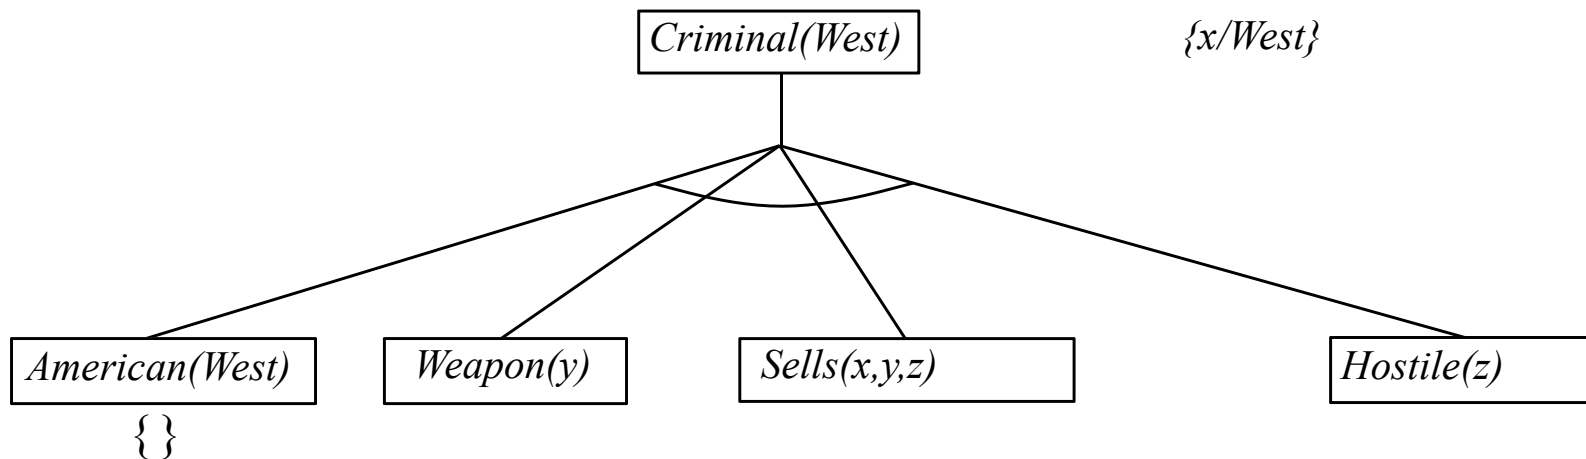 Criminal(West)
{x/West}
American(West)
Weapon(y)
Sells(x,y,z)
Hostile(z)
{ }